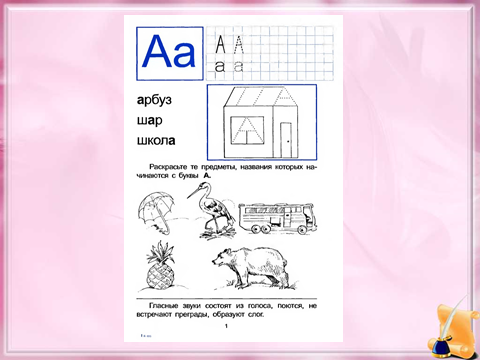 Аа
А А
а а
арбуз
шар
школа
Раскрасьте те предметы, названия которых на-
чинаются с буквы А.
Гласные звуки состоят из голоса, поются, не
встречают преграды, образуют слог.
1